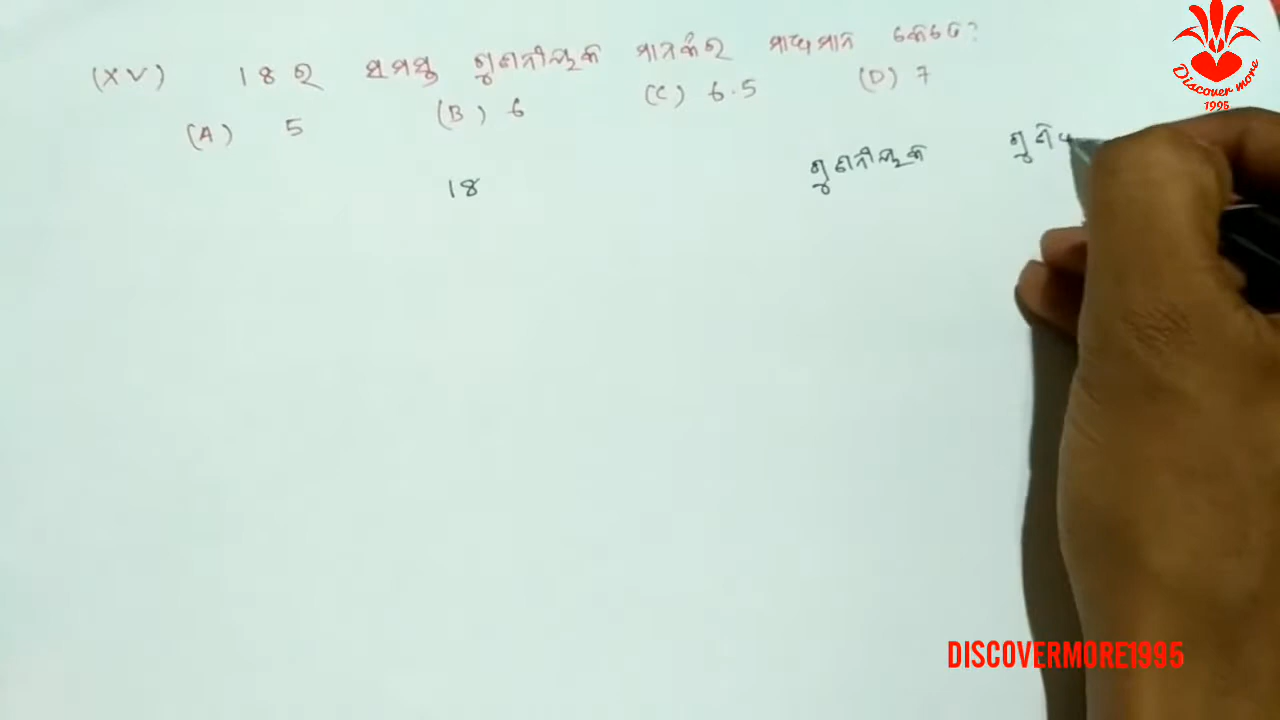 (XV) 18 ର ସମସ୍ତ ଗୁଣନୀୟକ ମାନଙ୍କର ମାଧ୍ୟମାନ କେତେ?
(A) 5 (B) 6 (C) 6.5 (D) 7
18 ଗୁଣନୀୟକ ଗୁଣି
Discover more
1995
DISCOVERMORE1995